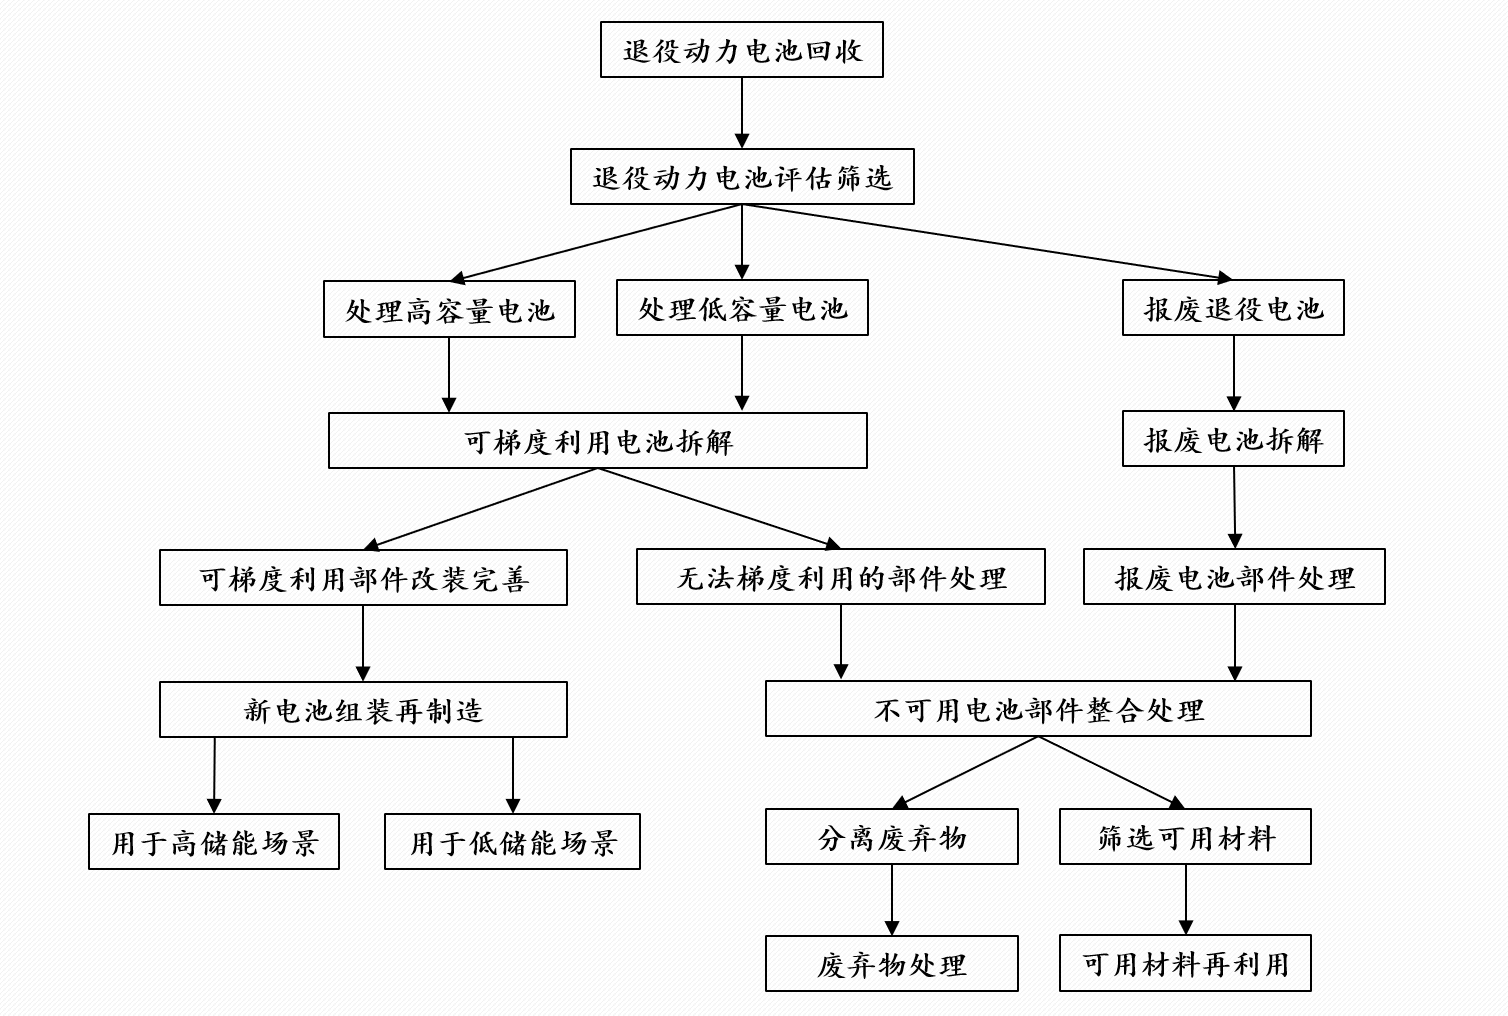 退役动力电池回收
退役动力电池评估筛选
处理高容量电池
处理低容量电池
报废退役电池
可梯度利用电池拆解
报废电池拆解
可梯度利用部件改装完善
无法梯度利用的部件处理
报废电池部件处理
新电池组装再制造
不可用电池部件整合处理
用于高储能场景
用于低储能场景
分离废弃物
筛选可用材料
废弃物处理
可用材料再利用